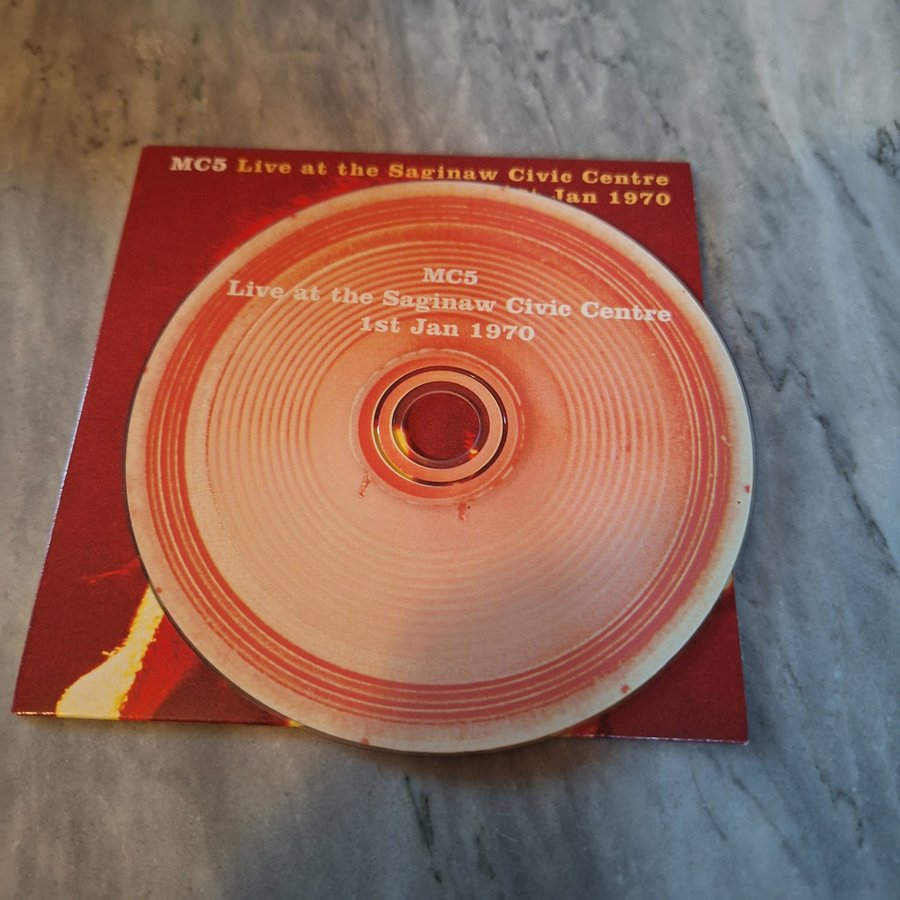 MC5 Live at the Saginaw Civic Centre
Jan 1970
MC5
Live at the Saginaw Civic Centre
1st Jan 1970